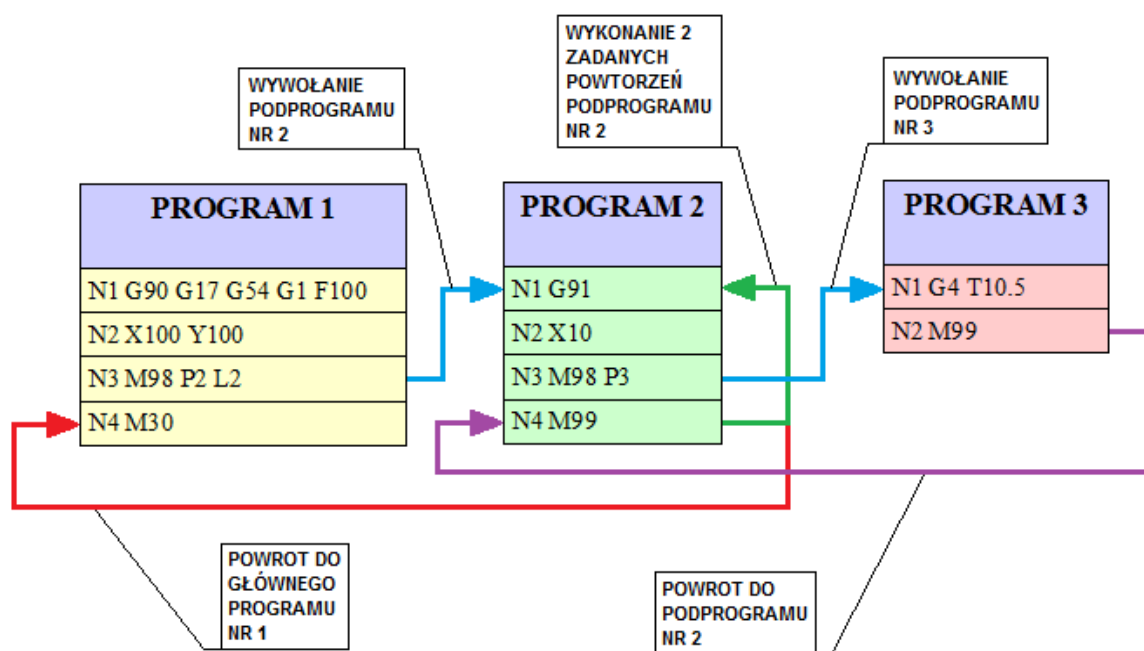 WYWOŁANIE
PODPROGRAMU
NR 2
WYKONANIE 2
ZADANYCH
POWTORZEŃ
PODPROGRAMU
NR 2
WYWOŁANIE
PODPROGRAMU
NR 3
PROGRAM 1
N1 G90 G17 G54 G1 F100
N2 X100 Y100
N3 M98 P2 L2
N4 M30
PROGRAM 2
N1 G91
N2 X10
N3 M98 P3
N4 M99
PROGRAM 3
N1 G4 T10.5
N2 M99
POWROT DO
GŁÓWNEGO
PROGRAMU
NR 1
POWROT DO
PODPROGRAMU
NR 2